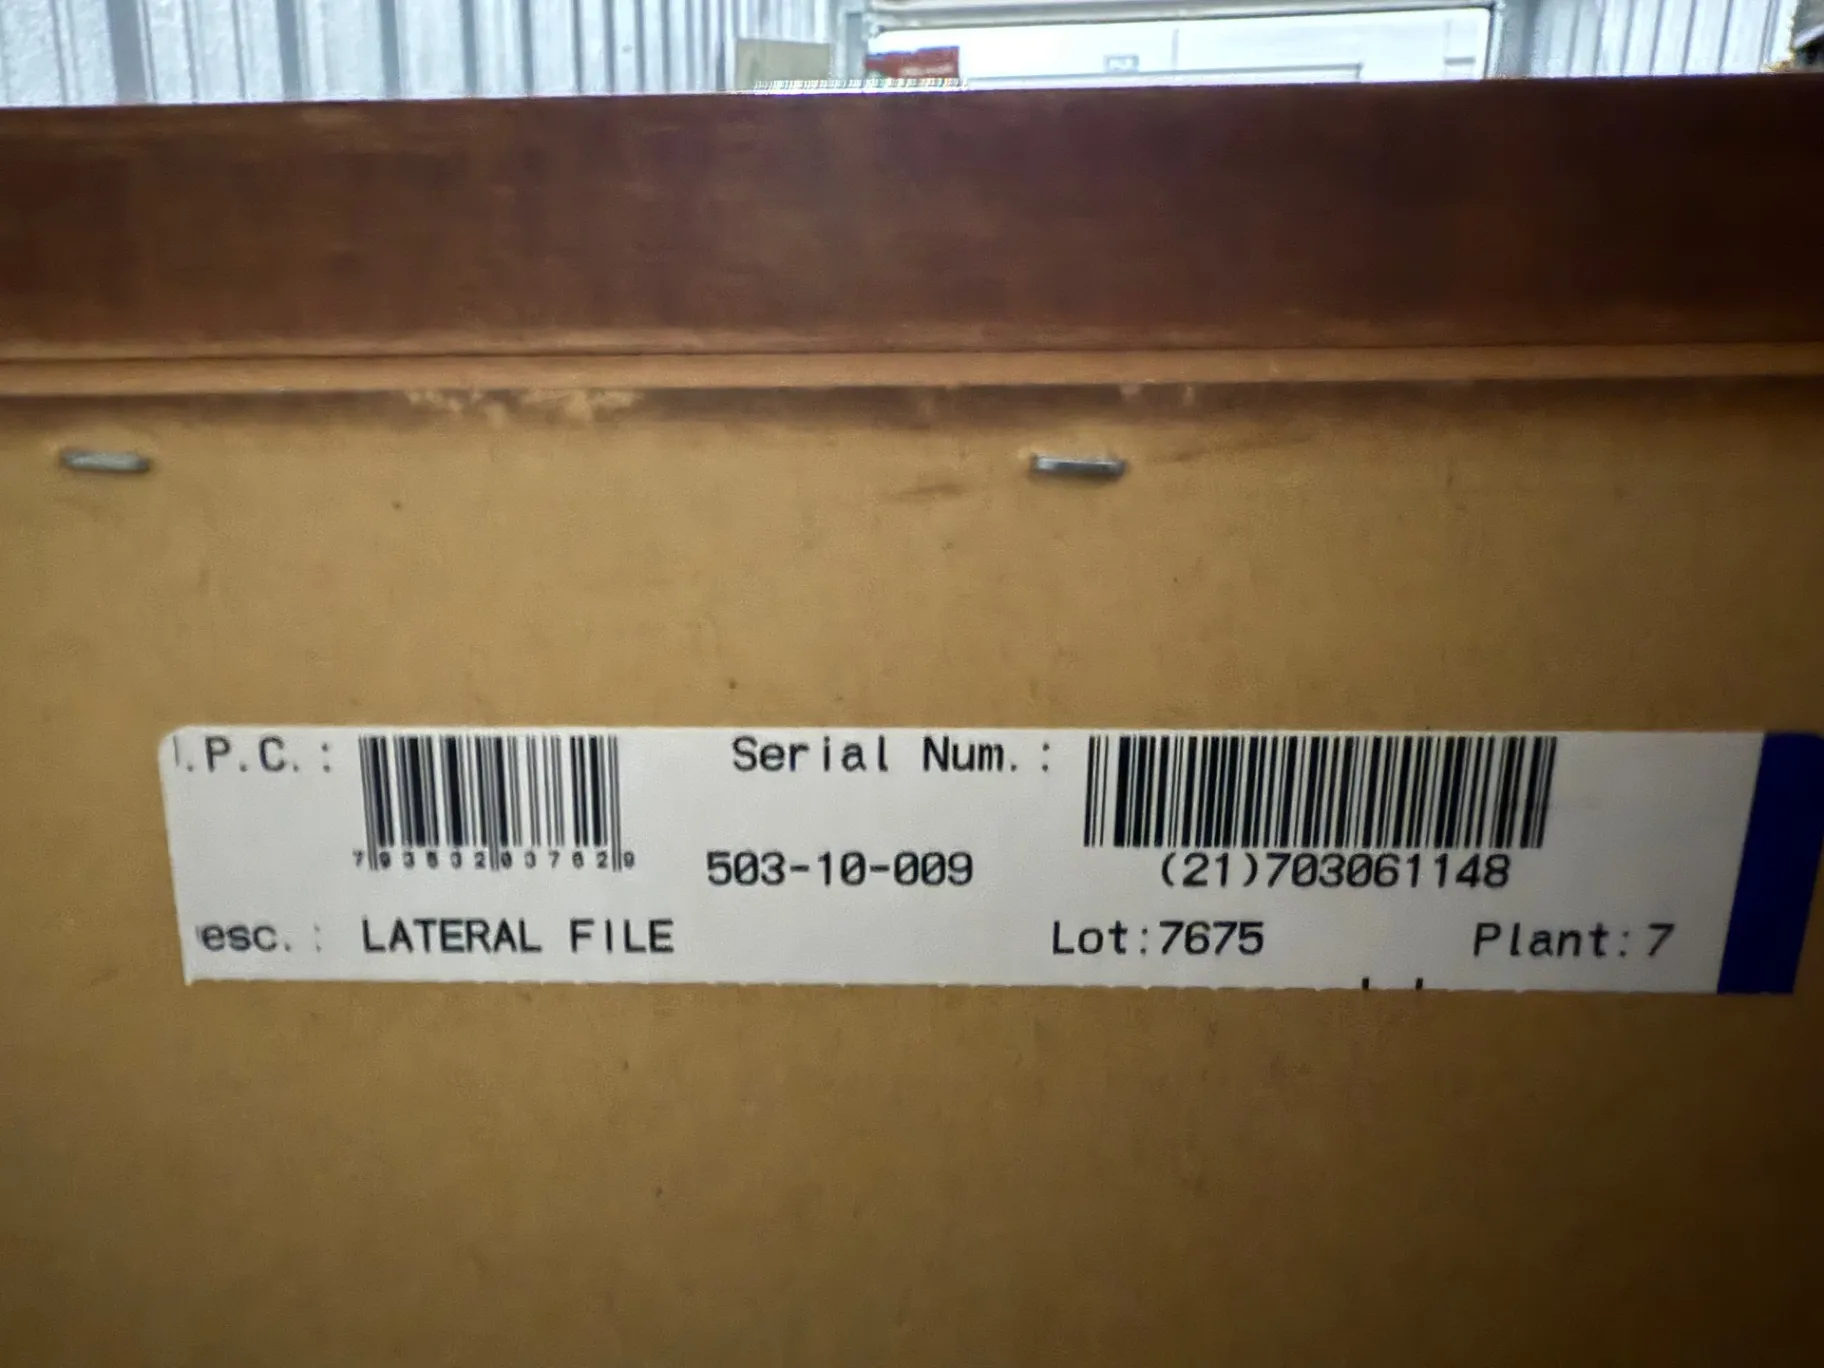 .P.C. :
7 93532 03762 9
Serial Num. :
503-10-009
(21)703061148
esc. : LATERAL FILE
Lot:7675
Plant:7